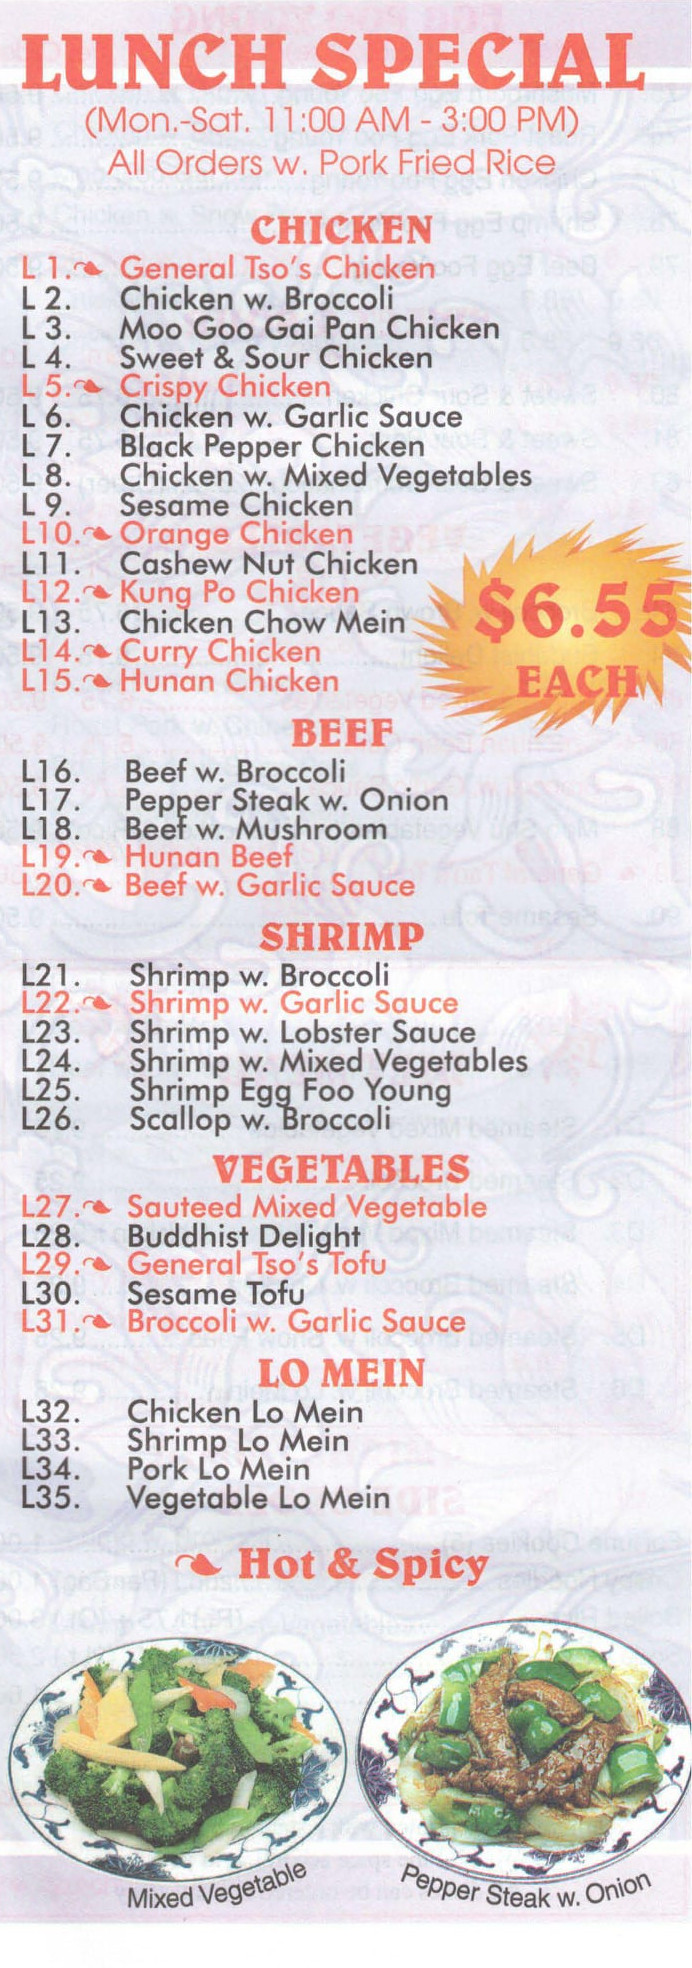 LUNCH SPECIAL
(Mon.-Sat. 11:00 AM - 3:00 PM)
All Orders w. Pork Fried Rice
CHICKEN
L 1. General Tso's Chicken
L 2. Chicken w. Broccoli
L 3. Moo Goo Gai Pan Chicken
L 4. Sweet & Sour Chicken
L 5. Crispy Chicken
L 6. Chicken w. Garlic Sauce
L 7. Black Pepper Chicken
L 8. Chicken w. Mixed Vegetables
L 9. Sesame Chicken
L10. Orange Chicken
L11. Cashew Nut Chicken
L12. Kung Po Chicken
L13. Chicken Chow Mein
L14. Curry Chicken
L15. Hunan Chicken
$6.55
EACH
BEEF
L16. Beef w. Broccoli
L17. Pepper Steak w. Onion
L18. Beef w. Mushroom
L19. Hunan Beef
L20. Beef w. Garlic Sauce
SHRIMP
L21. Shrimp w. Broccoli
L22. Shrimp w. Garlic Sauce
L23. Shrimp w. Lobster Sauce
L24. Shrimp w. Mixed Vegetables
L25. Shrimp Egg Foo Young
L26. Scallop w. Broccoli
VEGETABLES
L27. Sauteed Mixed Vegetable
L28. Buddhist Delight
L29. General Tso's Tofu
L30. Sesame Tofu
L31. Broccoli w. Garlic Sauce
LO MEIN
L32. Chicken Lo Mein
L33. Shrimp Lo Mein
L34. Pork Lo Mein
L35. Vegetable Lo Mein
Hot & Spicy
Mixed Vegetable
Pepper Steak w. Onion